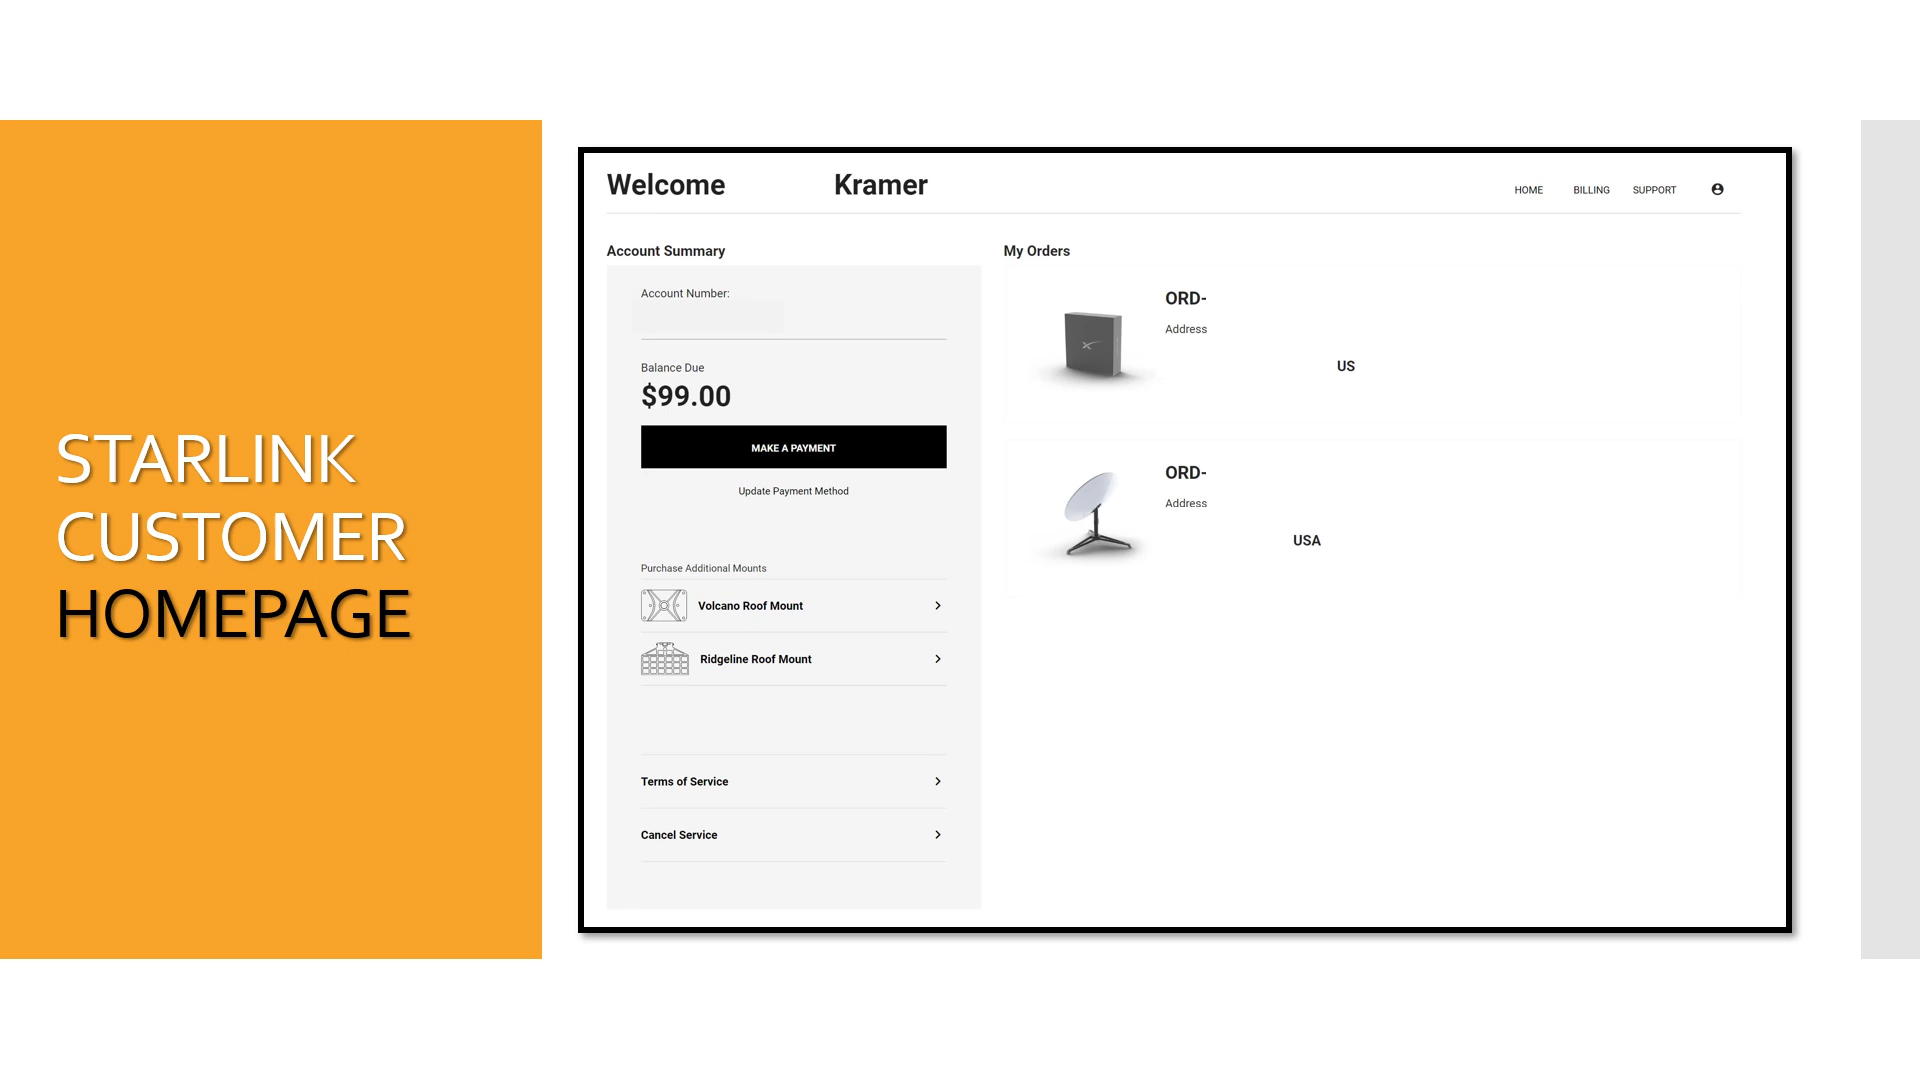 STARLINK
CUSTOMER
HOMEPAGE
Welcome Kramer
HOME BILLING SUPPORT
Account Summary
Account Number:
Balance Due
$99.00
MAKE A PAYMENT
Update Payment Method
Purchase Additional Mounts
Volcano Roof Mount
Ridgeline Roof Mount
Terms of Service
Cancel Service
My Orders
ORD-
Address
US
ORD-
Address
USA